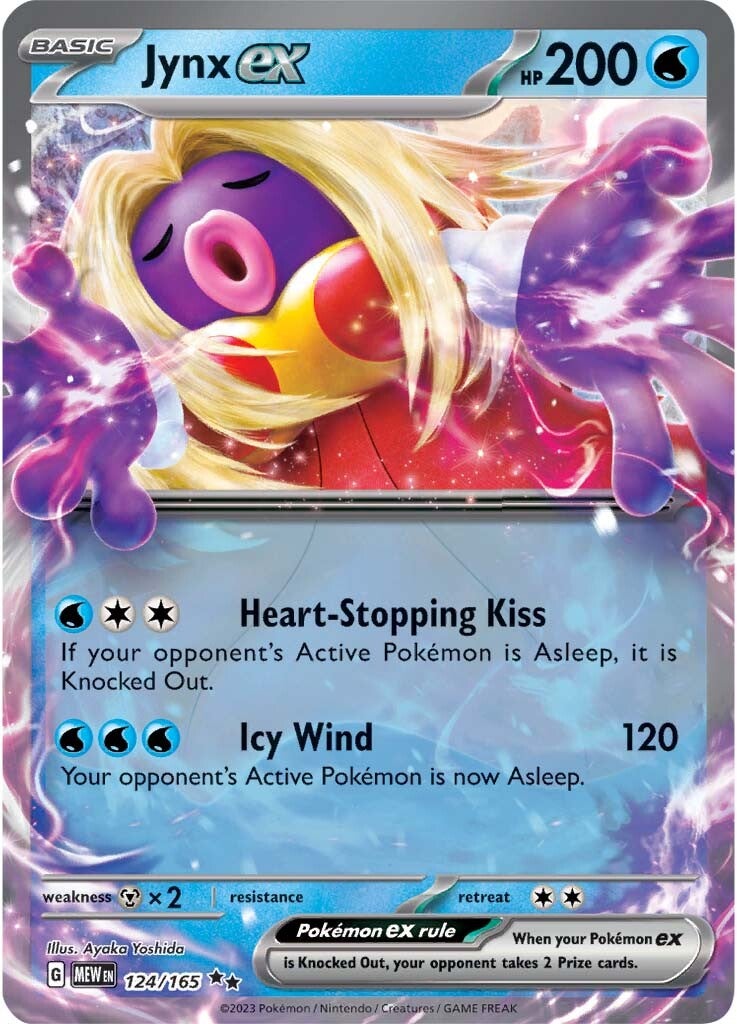 BASIC
Jynx ex HP 200
Heart-Stopping Kiss
If your opponent's Active Pokémon is Asleep, it is
Knocked Out.
Icy Wind 120
Your opponent's Active Pokémon is now Asleep.
weakness ×2 resistance retreat
Illus. Ayaka Yoshida
Pokémon ex rule When your Pokémon ex
is Knocked Out, your opponent takes 2 Prize cards.
G MEW EN 124/165
©2023 Pokémon / Nintendo / Creatures / GAME FREAK